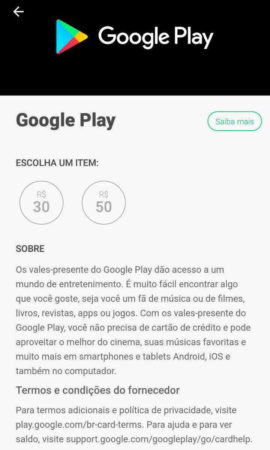 Google Play
Google Play
Saiba mais
ESCOLHA UM ITEM:
R$
30
R$
50
SOBRE
Os vales-presente do Google Play dão acesso a um
mundo de entretenimento. É muito fácil encontrar algo
que você goste, seja você um fã de música ou de filmes,
livros, revistas, apps ou jogos. Com os vales-presente do
Google Play, você não precisa de cartão de crédito e pode
aproveitar o melhor do cinema, suas músicas favoritas e
muito mais em smartphones e tablets Android, iOS e
também no computador.
Termos e condições do fornecedor
Para termos adicionais e política de privacidade, visite
play.google.com/br-card-terms. Para ajuda e para ver
saldo, visite support.google.com/googleplay/go/cardhelp.